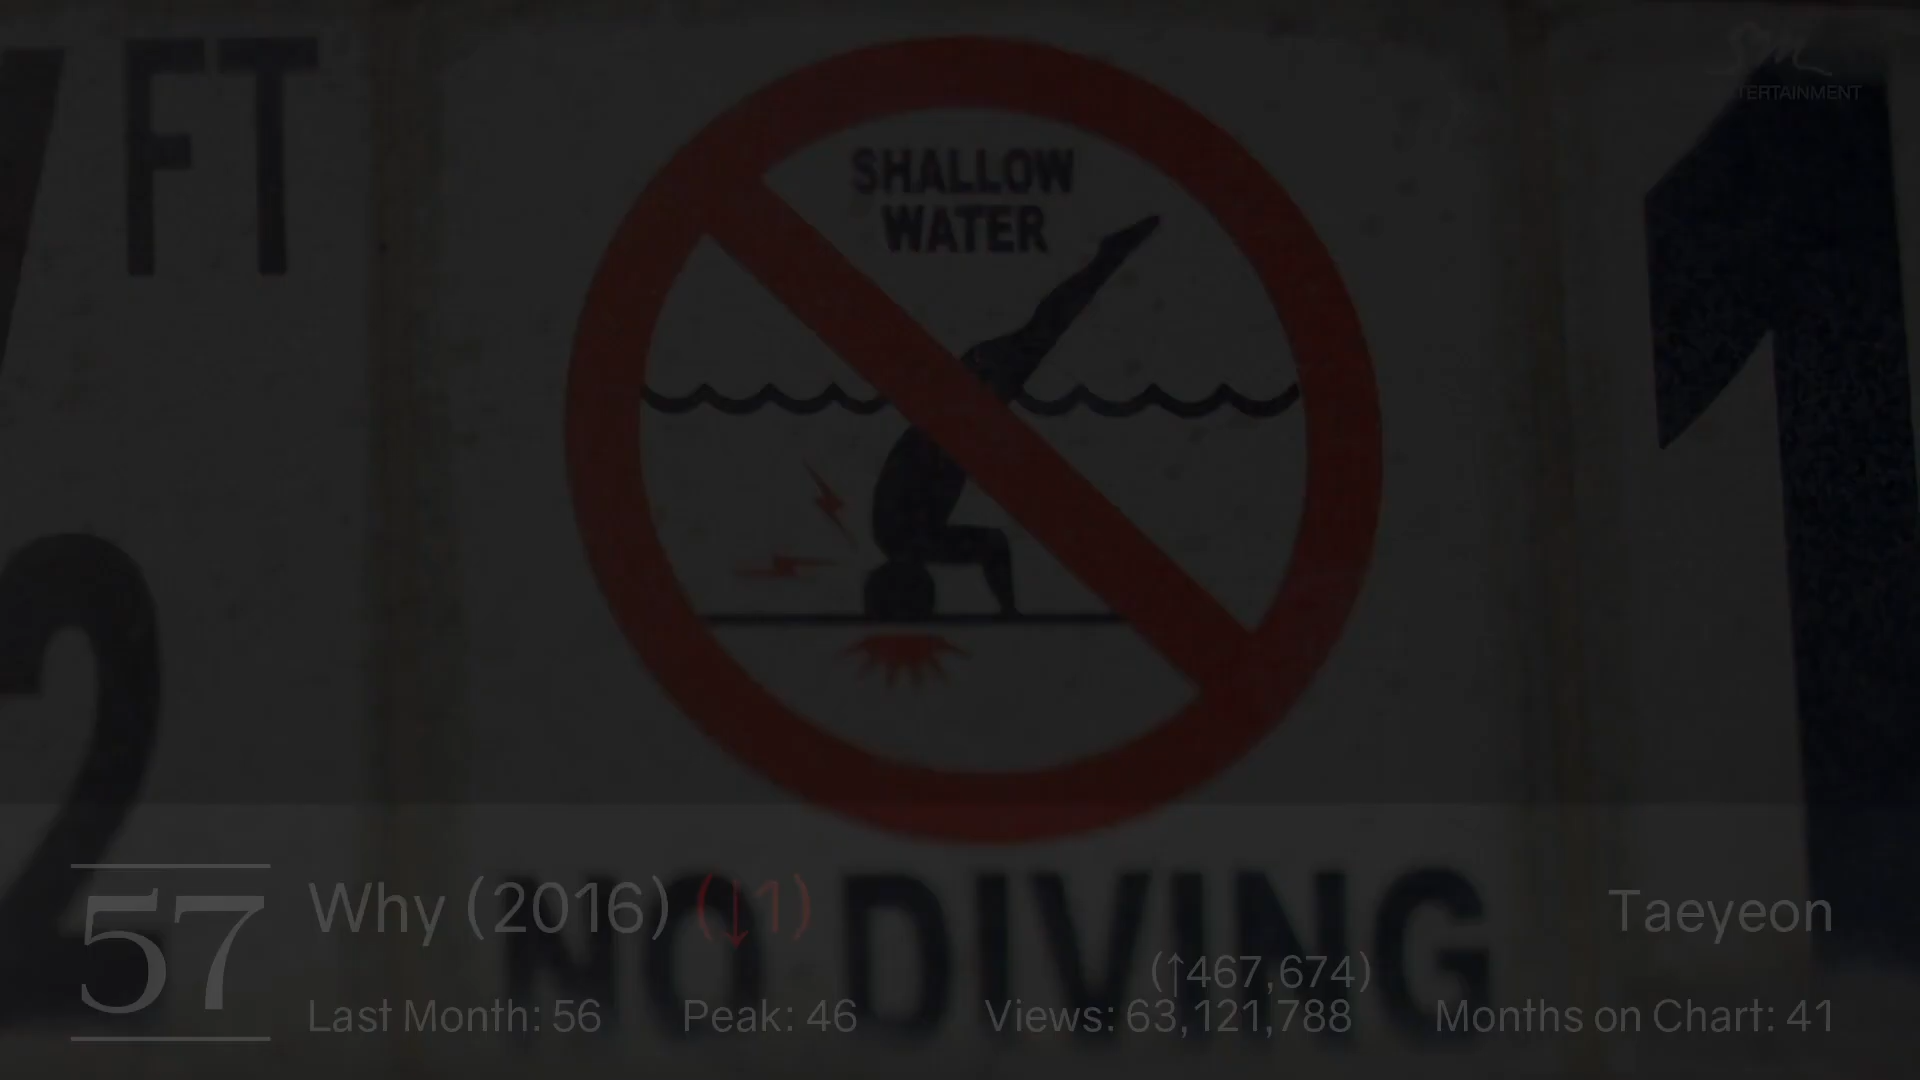 FT
SM
ENTERTAINMENT
SHALLOW
WATER
1
2
NO DIVING
57
Why (2016) (↓1)
Taeyeon
(↑467,674)
Last Month: 56
Peak: 46
Views: 63,121,788
Months on Chart: 41